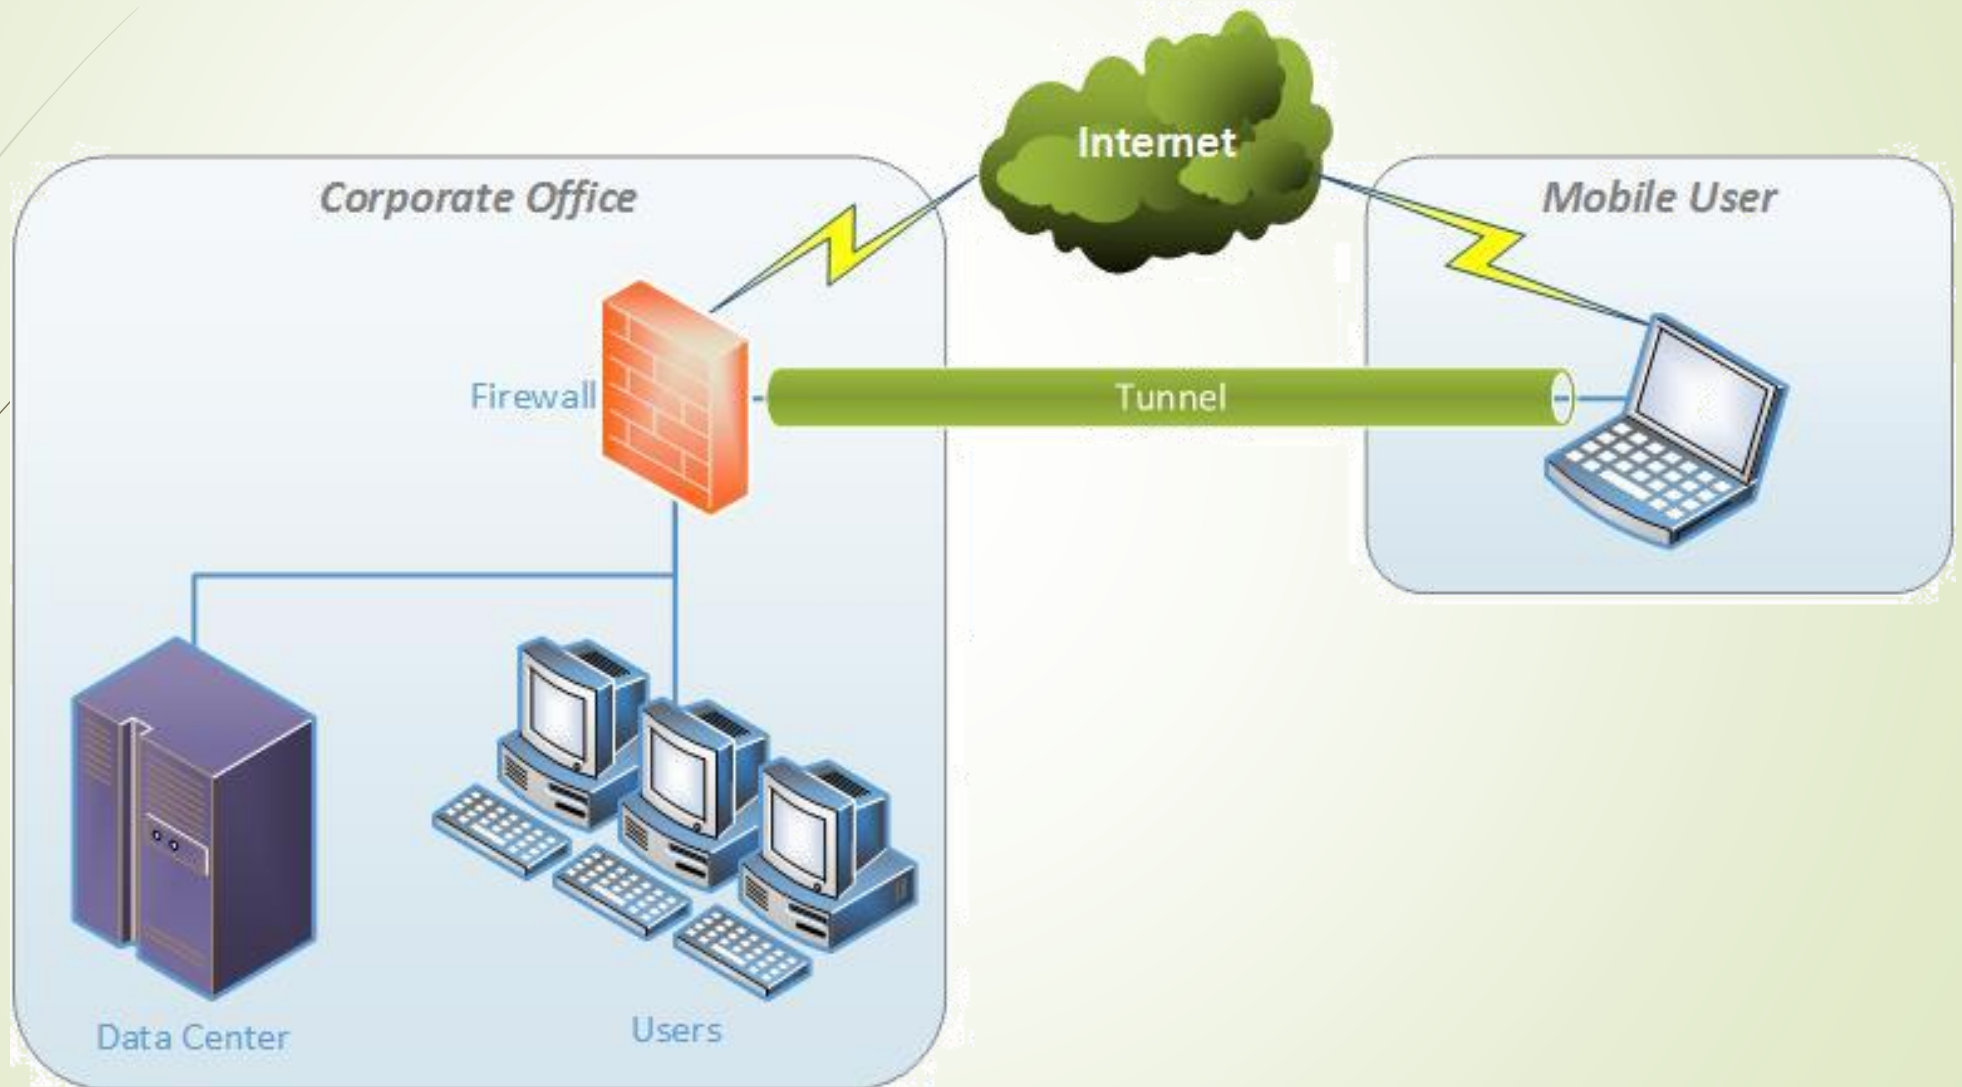 Internet
Corporate Office
Mobile User
Firewall
Tunnel
Data Center
Users